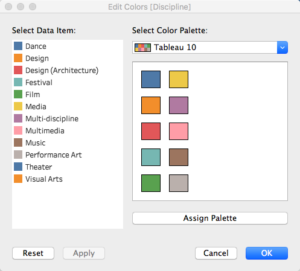 Edit Colors [Discipline]
Select Data Item:
Select Color Palette:
Tableau 10
Dance
Design
Design (Architecture)
Festival
Film
Media
Multi-discipline
Multimedia
Music
Performance Art
Theater
Visual Arts
Assign Palette
Reset
Apply
Cancel
OK